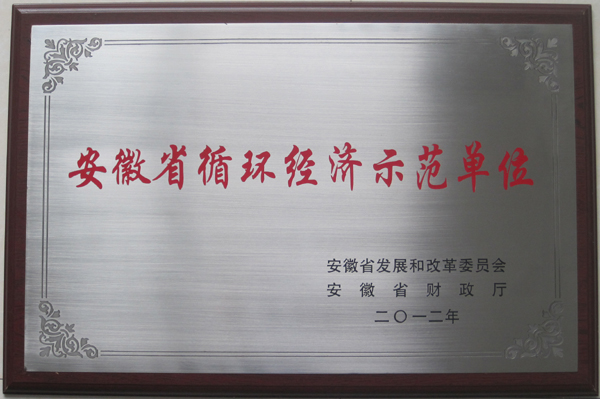 安徽省循环经济示范单位
安徽省发展和改革委员会
安徽省财政厅
二〇一二年